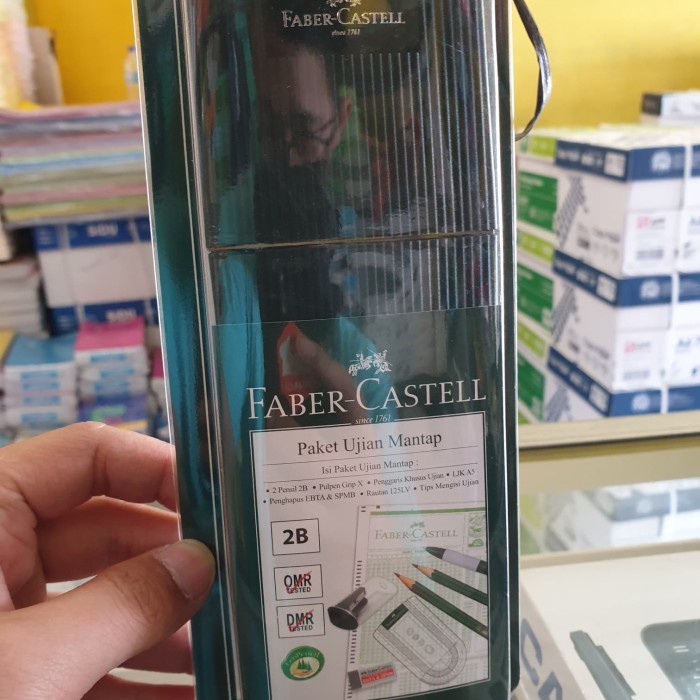 FABER-CASTELL
since 1761
FABER-CASTELL
since 1761
Paket Ujian Mantap
Isi Paket Ujian Mantap :
• 2 Pensil 2B • Pulpen Grip X • Penggaris Khusus Ujian • LJK A5
• Penghapus EBTA & SPMB • Rautan 125LV • Tips Mengisi Ujian
2B
FABER-CASTELL
OMR
TESTED
DMR
TESTED
SDU